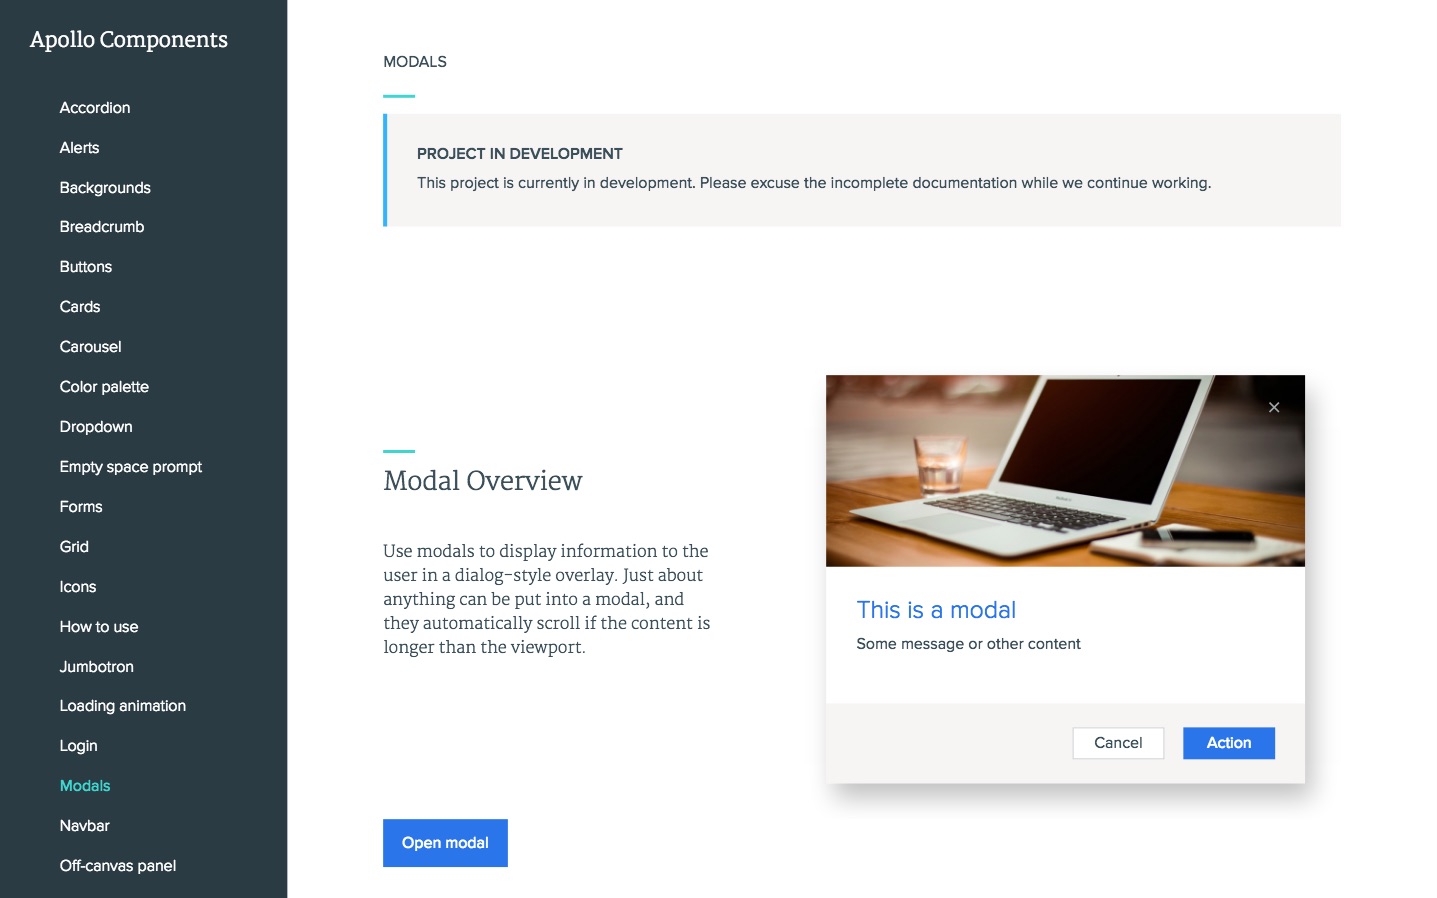 Apollo Components
Accordion
Alerts
Backgrounds
Breadcrumb
Buttons
Cards
Carousel
Color palette
Dropdown
Empty space prompt
Forms
Grid
Icons
How to use
Jumbotron
Loading animation
Login
Modals
Navbar
Off-canvas panel
MODALS
PROJECT IN DEVELOPMENT
This project is currently in development. Please excuse the incomplete documentation while we continue working.
Modal Overview
Use modals to display information to the
user in a dialog-style overlay. Just about
anything can be put into a modal, and
they automatically scroll if the content is
longer than the viewport.
Open modal
This is a modal
Some message or other content
Cancel
Action